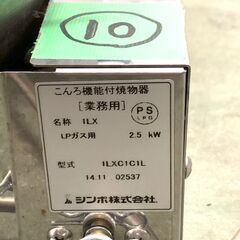 10
こんろ機能付焼物器
[業務用]
PS
LPG
名称 1LX
LPガス用 2.5 kW
型式 1LXC1C1L
14.11 02537
シンポ株式会社